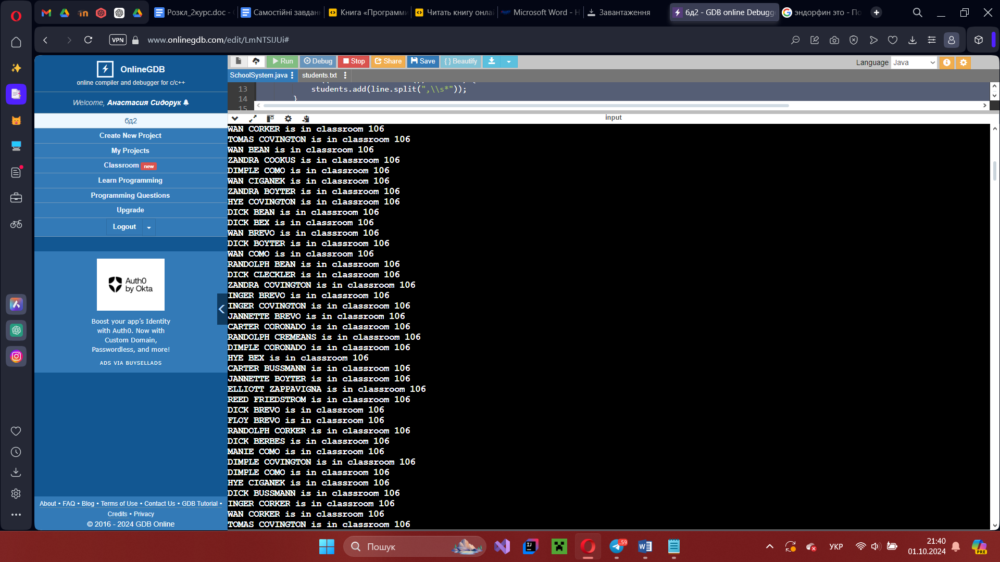 Розкл_2курс.doc - G
Самостійні завдан
Книга «Программи
Читать книгу онлай
Microsoft Word - Н
Завантаження
бд2 - GDB online Debugge
эндорфин это - По
VPN
www.onlinegdb.com/edit/LmNTSlJUi#
OnlineGDB
online compiler and debugger for c/c++
Welcome, Анастасия Сидорук
бд2
Create New Project
My Projects
Classroom new
Learn Programming
Programming Questions
Upgrade
Logout
Auth0
by Okta
Boost your app's Identity
with Auth0. Now with
Custom Domain,
Passwordless, and more!
ADS VIA BUYSELLADS
About • FAQ • Blog • Terms of Use • Contact Us • GDB Tutorial •
Credits • Privacy
© 2016 - 2024 GDB Online
Run Debug Stop Share Save { } Beautify
Language Java
SchoolSystem.java
students.txt
13 students.add(line.split(",\\s*"));
14 }
15
input
WAN CORKER is in classroom 106
TOMAS COVINGTON is in classroom 106
WAN BEAN is in classroom 106
ZANDRA COOKUS is in classroom 106
DIMPLE COMO is in classroom 106
WAN CIGANEK is in classroom 106
ZANDRA BOYTER is in classroom 106
HYE COVINGTON is in classroom 106
DICK BEAN is in classroom 106
DICK BEX is in classroom 106
WAN BREVO is in classroom 106
DICK BOYTER is in classroom 106
WAN COMO is in classroom 106
RANDOLPH BEAN is in classroom 106
DICK CLECKLER is in classroom 106
ZANDRA COVINGTON is in classroom 106
INGER BREVO is in classroom 106
INGER COVINGTON is in classroom 106
JANNETTE BREVO is in classroom 106
CARTER CORONADO is in classroom 106
RANDOLPH CREMEANS is in classroom 106
DIMPLE CORONADO is in classroom 106
HYE BEX is in classroom 106
CARTER BUSSMANN is in classroom 106
JANNETTE BOYTER is in classroom 106
ELLIOTT ZAPPAVIGNA is in classroom 106
REED FRIEDSTROM is in classroom 106
DICK BREVO is in classroom 106
FLOY BREVO is in classroom 106
RANDOLPH CORKER is in classroom 106
DICK BERBES is in classroom 106
MANIE COMO is in classroom 106
DIMPLE COVINGTON is in classroom 106
DIMPLE COMO is in classroom 106
HYE CIGANEK is in classroom 106
DICK BUSSMANN is in classroom 106
INGER CORKER is in classroom 106
WAN CORKER is in classroom 106
TOMAS COVINGTON is in classroom 106
Пошук
59
УКР
21:40
01.10.2024
PRE